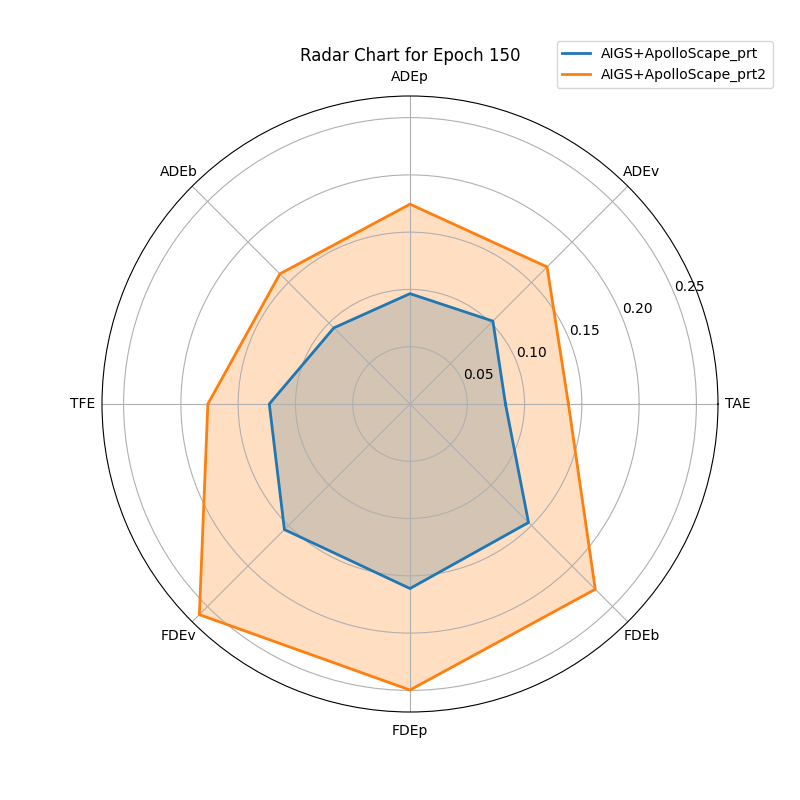 Radar Chart for Epoch 150
AIGS+ApolloScape_prt
AIGS+ApolloScape_prt2
ADEp
ADEb
ADEv
0.25
0.20
0.15
0.10
0.05
TFE
TAE
FDEv
FDEb
FDEp